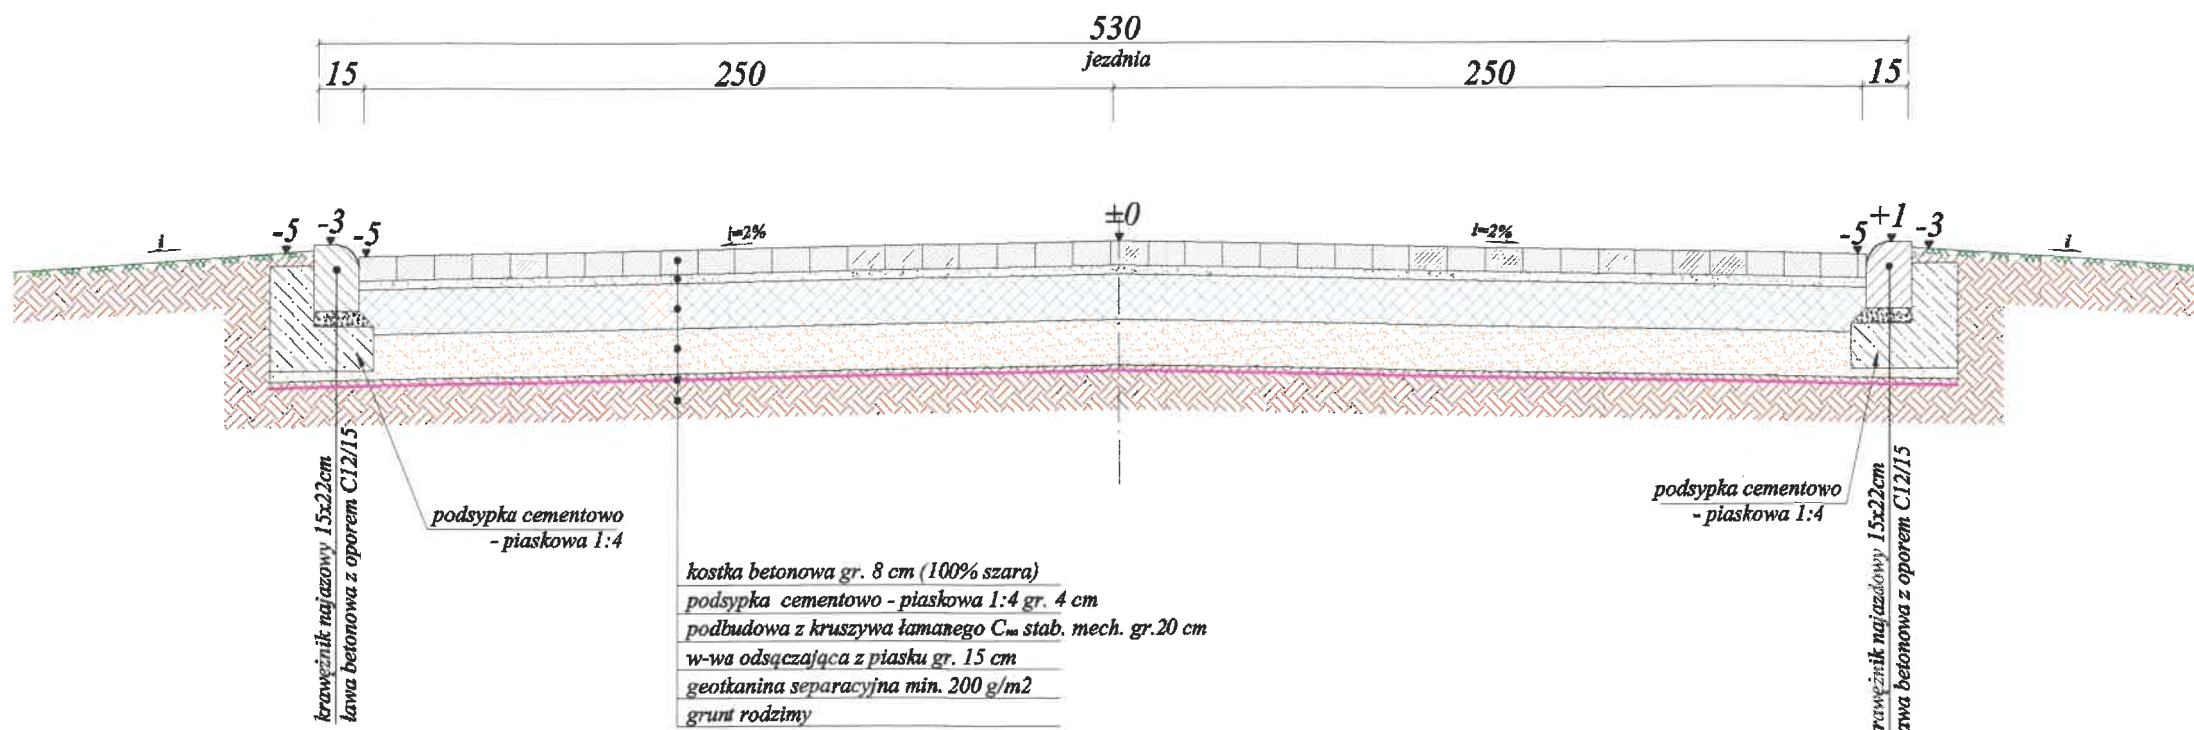 530
jezdnia
15
250
250
15
-5
-3
-5
i
i=2%
±0
i=2%
-5
+1
-3
i
krawężnik najazowy 15x22cm
ława betonowa z oporem C12/15
podsypka cementowo
- piaskowa 1:4
kostka betonowa gr. 8 cm (100% szara)
podsypka cementowo - piaskowa 1:4 gr. 4 cm
podbudowa z kruszywa łamanego stab. mech. gr.20 cm
w-wa odsączająca z piasku gr. 15 cm
geotkanina separacyjna min. 200 g/m2
grunt rodzimy
podsypka cementowo
- piaskowa 1:4
rawężnik najazdowy 15x22cm
awa betonowa z oporem C12/15